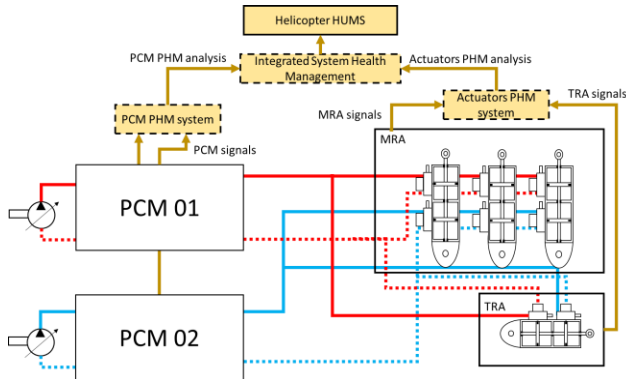 Helicopter HUMS
PCM PHM analysis
Integrated System Health
Management
Actuators PHM analysis
PCM PHM system
Actuators PHM
system
TRA signals
MRA signals
PCM signals
MRA
PCM 01
PCM 02
TRA